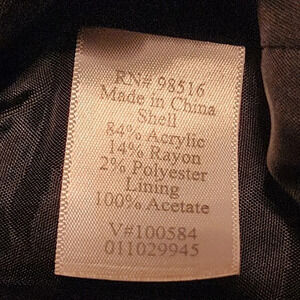 RN# 98516
Made in China
Shell
84% Acrylic
14% Rayon
2% Polyester
Lining
100% Acetate
V#100584
011029945